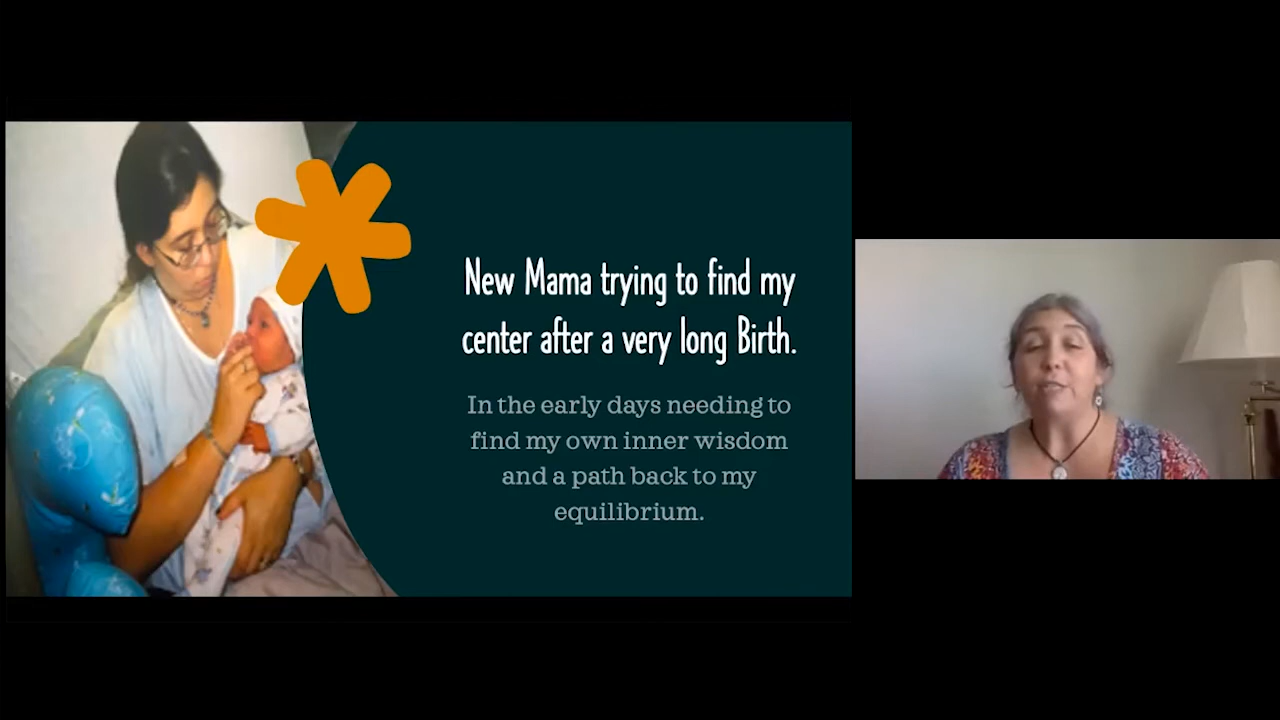 New Mama trying to find my
center after a very long Birth.
In the early days needing to
find my own inner wisdom
and a path back to my
equilibrium.